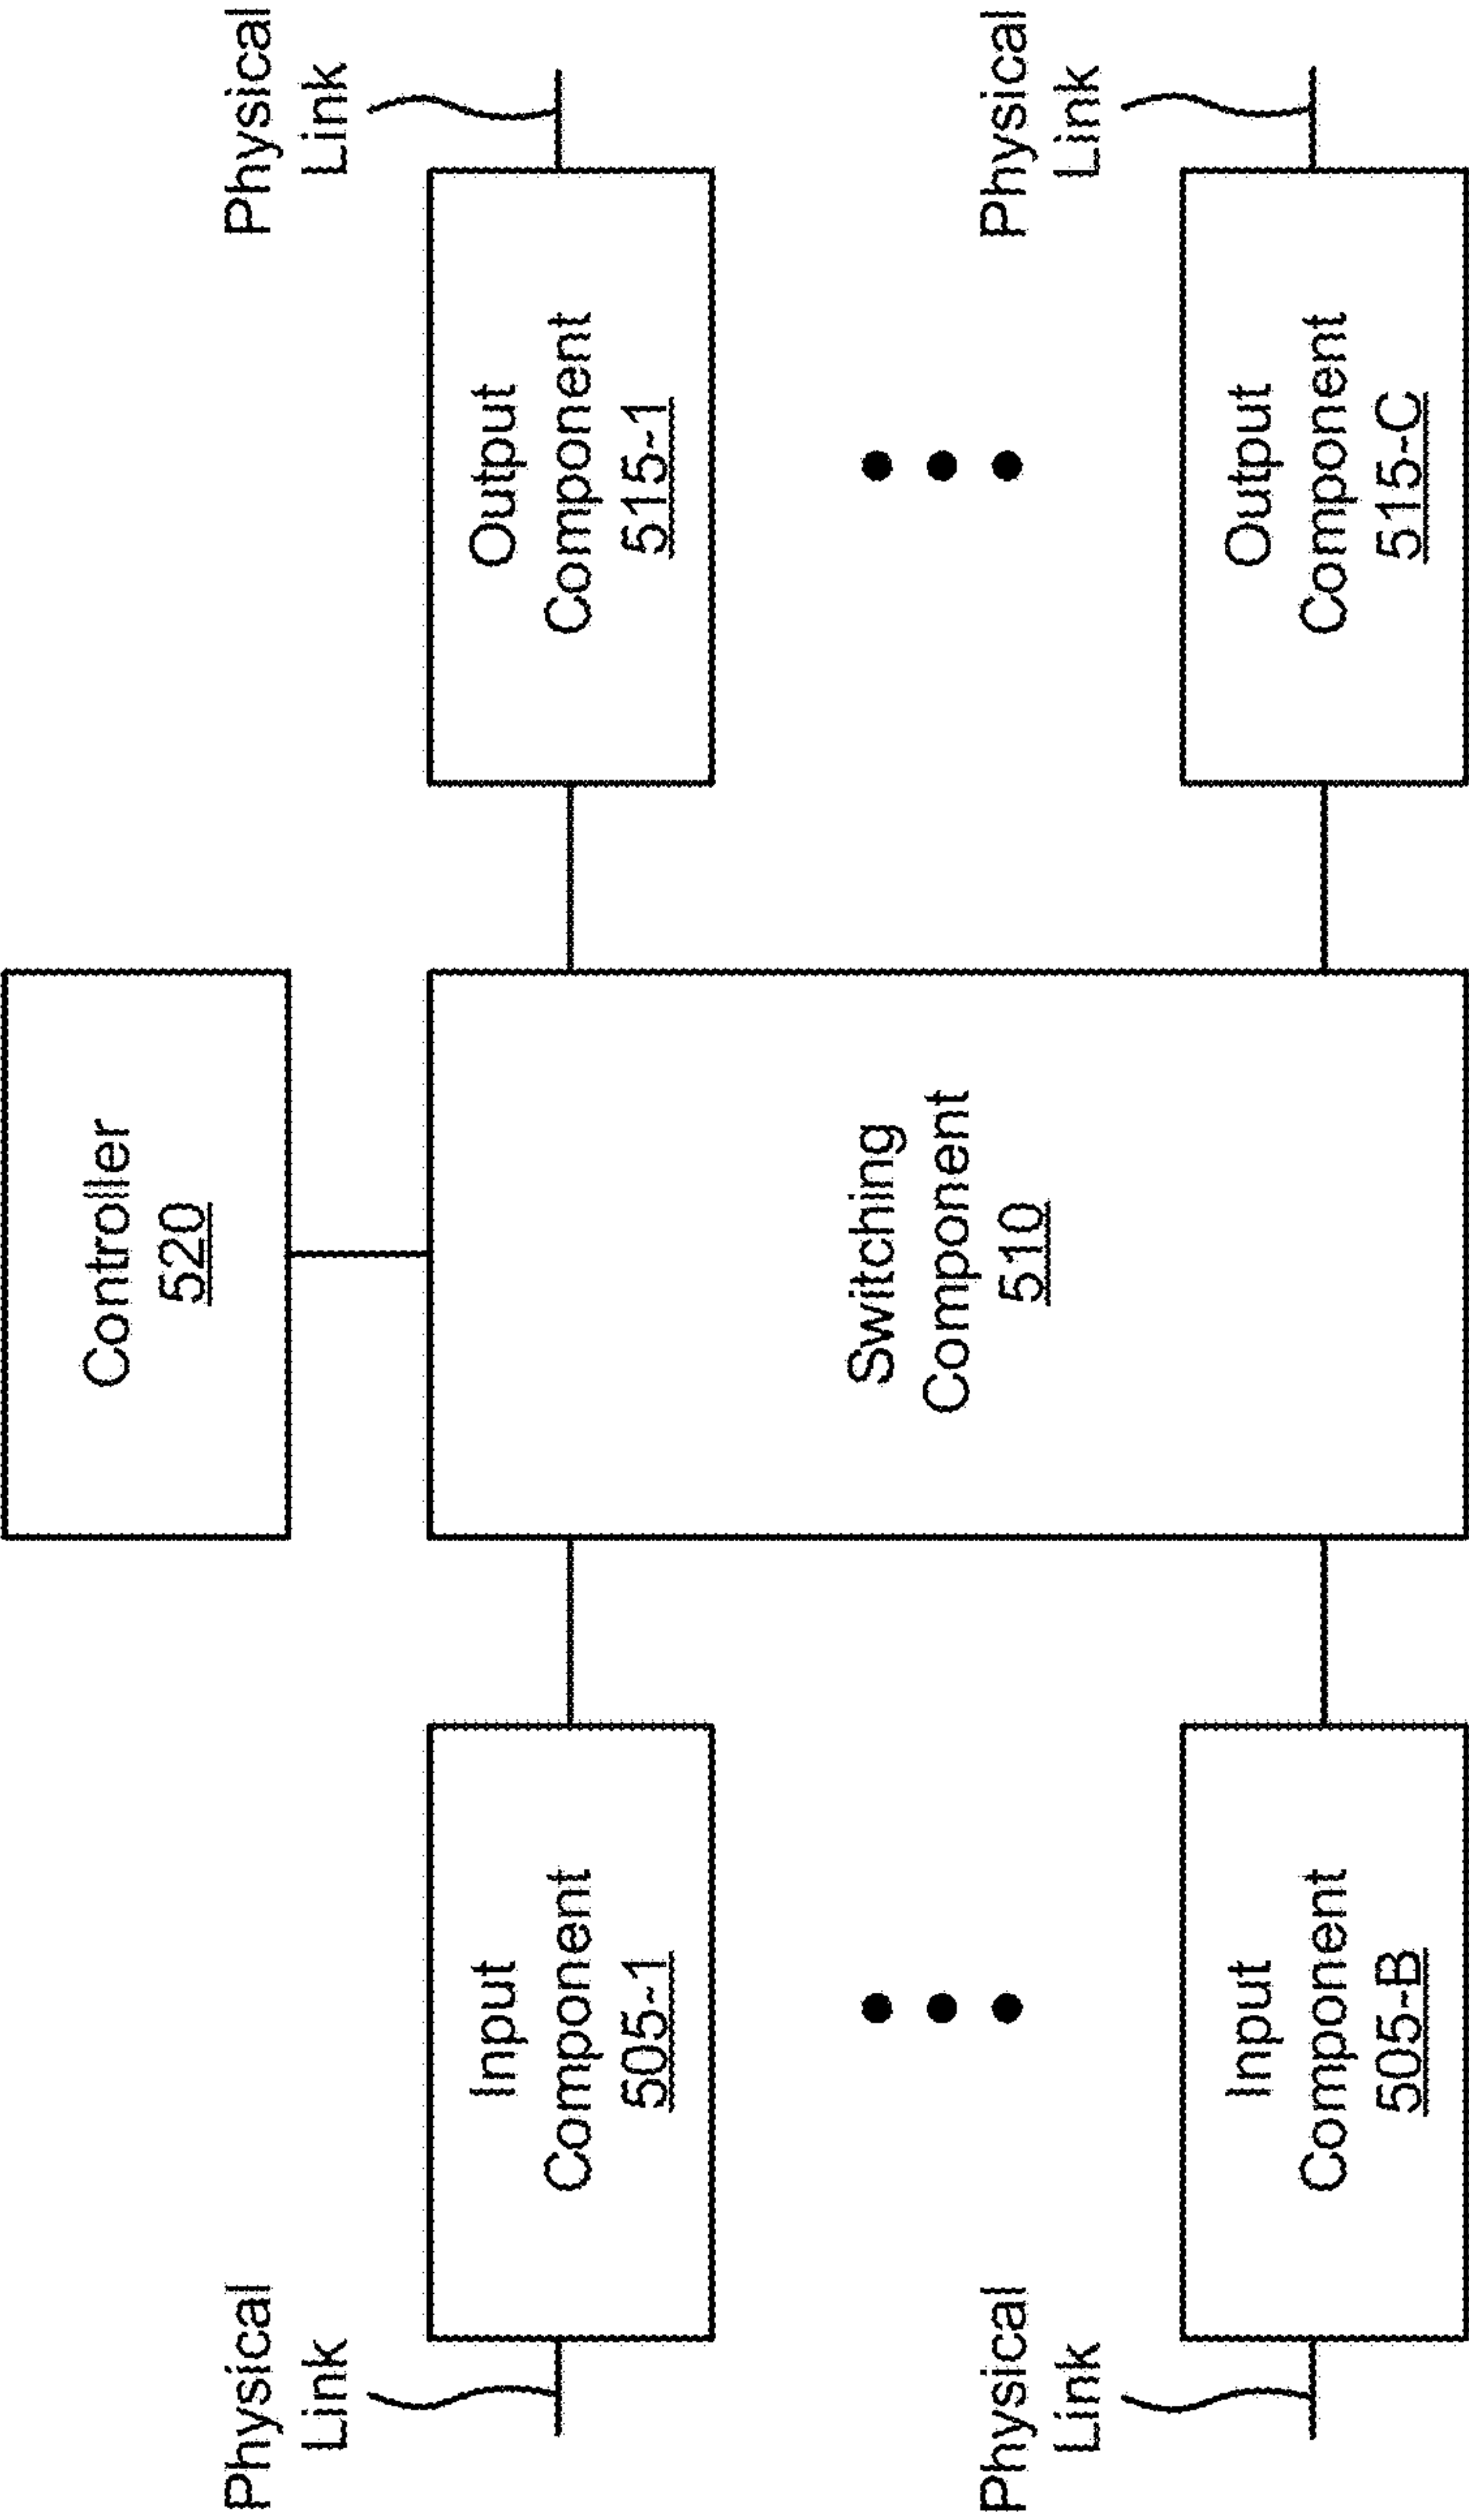 Controller
520
Physical
Link
Input
Component
505-1
Switching
Component
510
Output
Component
515-1
Physical
Link
Physical
Link
Input
Component
505-B
Output
Component
515-C
Physical
Link